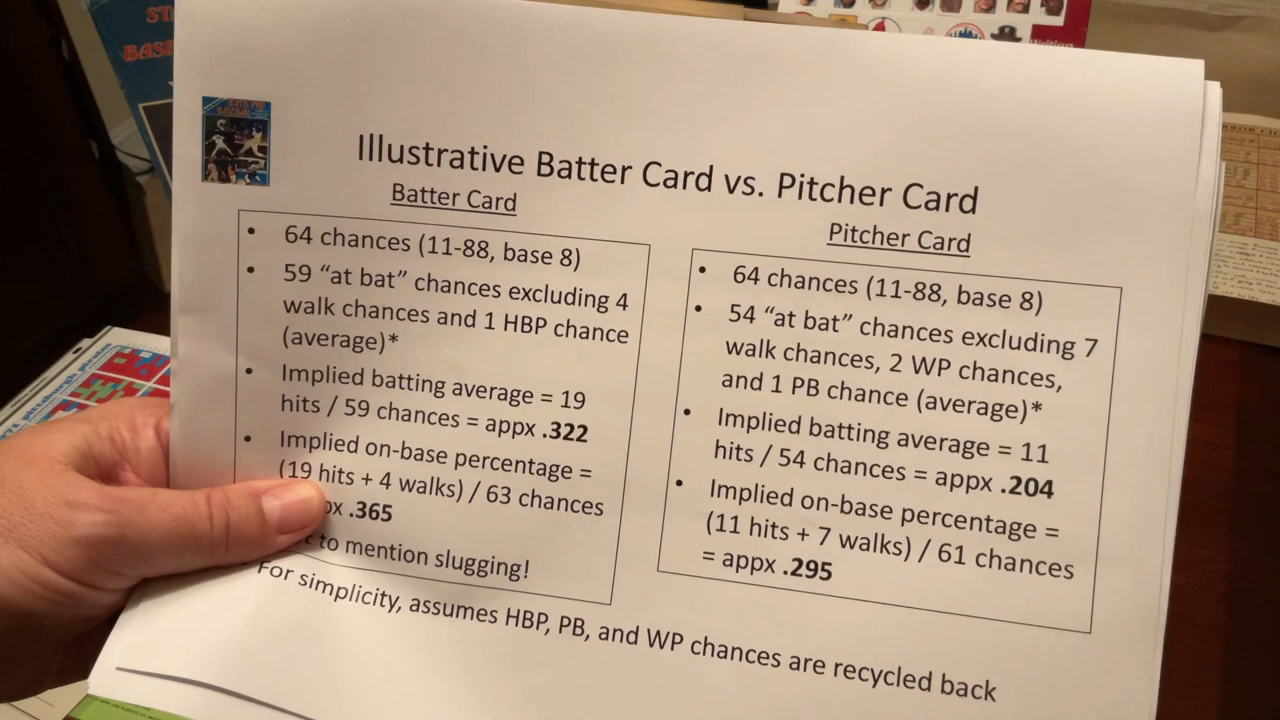 Illustrative Batter Card vs. Pitcher Card
Batter Card
• 64 chances (11-88, base 8)
• 59 “at bat” chances excluding 4
walk chances and 1 HBP chance
(average)*
• Implied batting average = 19
hits / 59 chances = appx .322
• Implied on-base percentage =
(19 hits + 4 walks) / 63 chances
.365
to mention slugging!
Pitcher Card
• 64 chances (11-88, base 8)
• 54 “at bat” chances excluding 7
walk chances, 2 WP chances,
and 1 PB chance (average)*
• Implied batting average = 11
hits / 54 chances = appx .204
• Implied on-base percentage =
(11 hits + 7 walks) / 61 chances
= appx .295
For simplicity, assumes HBP, PB, and WP chances are recycled back